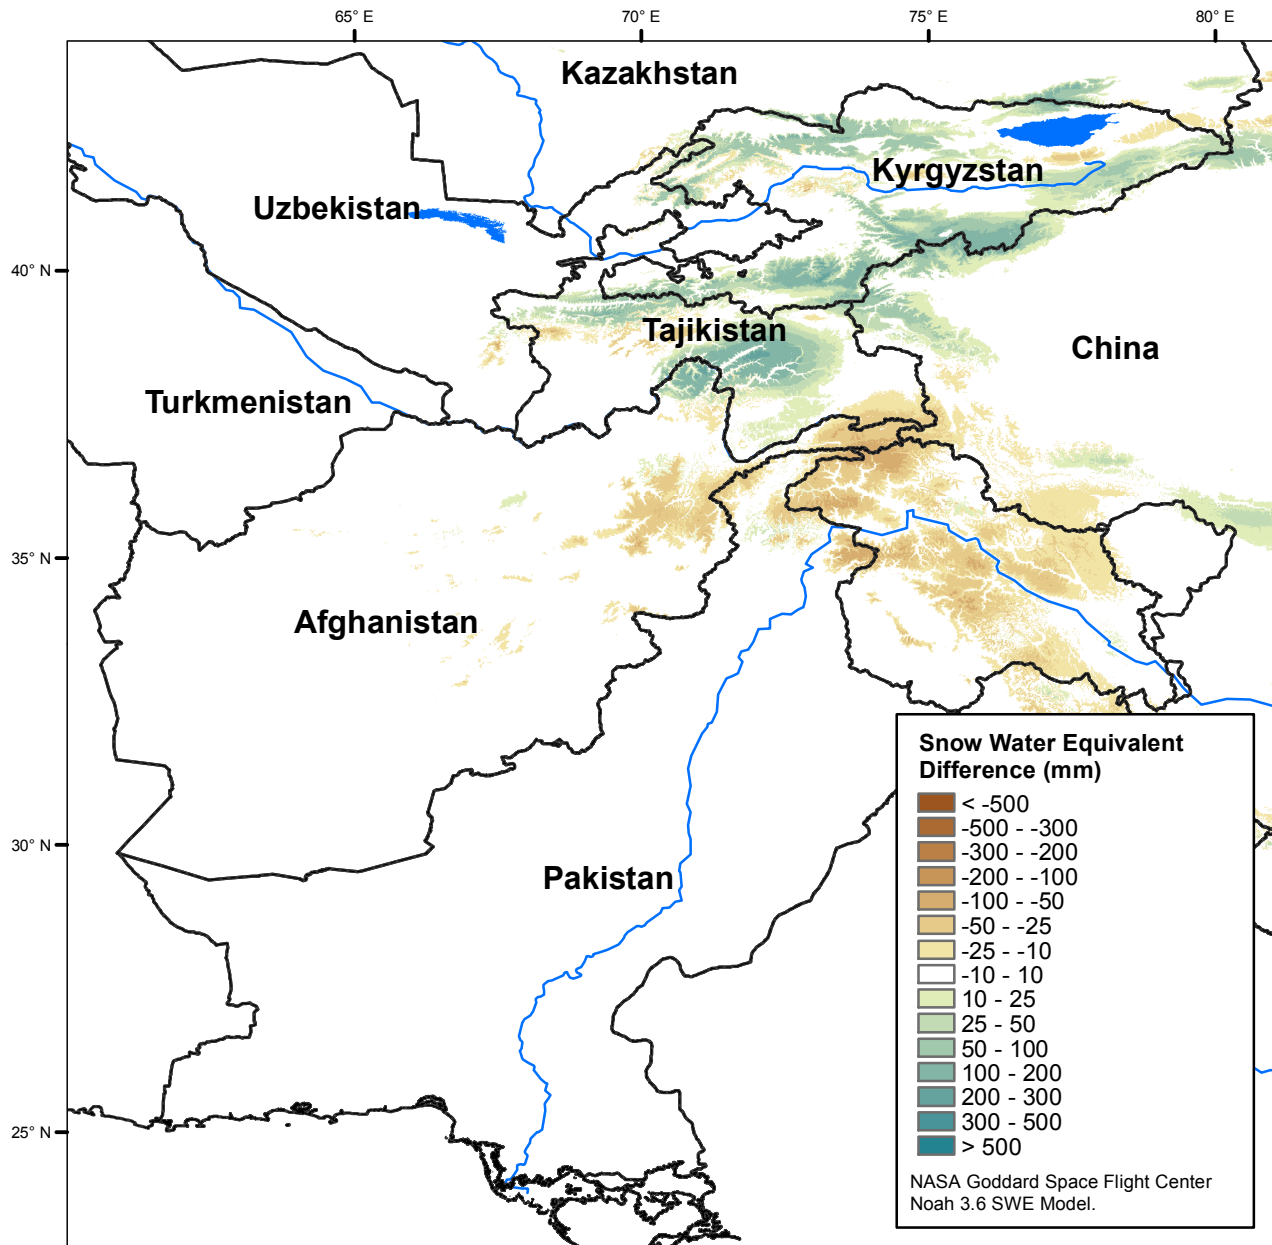 65° E 70° E 75° E 80° E
Kazakhstan
Kyrgyzstan
Uzbekistan
40° N
Tajikistan
China
Turkmenistan
35° N
Afghanistan
Snow Water Equivalent
Difference (mm)
< -500
-500 - -300
-300 - -200
-200 - -100
-100 - -50
-50 - -25
-25 - -10
-10 - 10
10 - 25
25 - 50
50 - 100
100 - 200
200 - 300
300 - 500
> 500
NASA Goddard Space Flight Center
Noah 3.6 SWE Model.
30° N
Pakistan
25° N